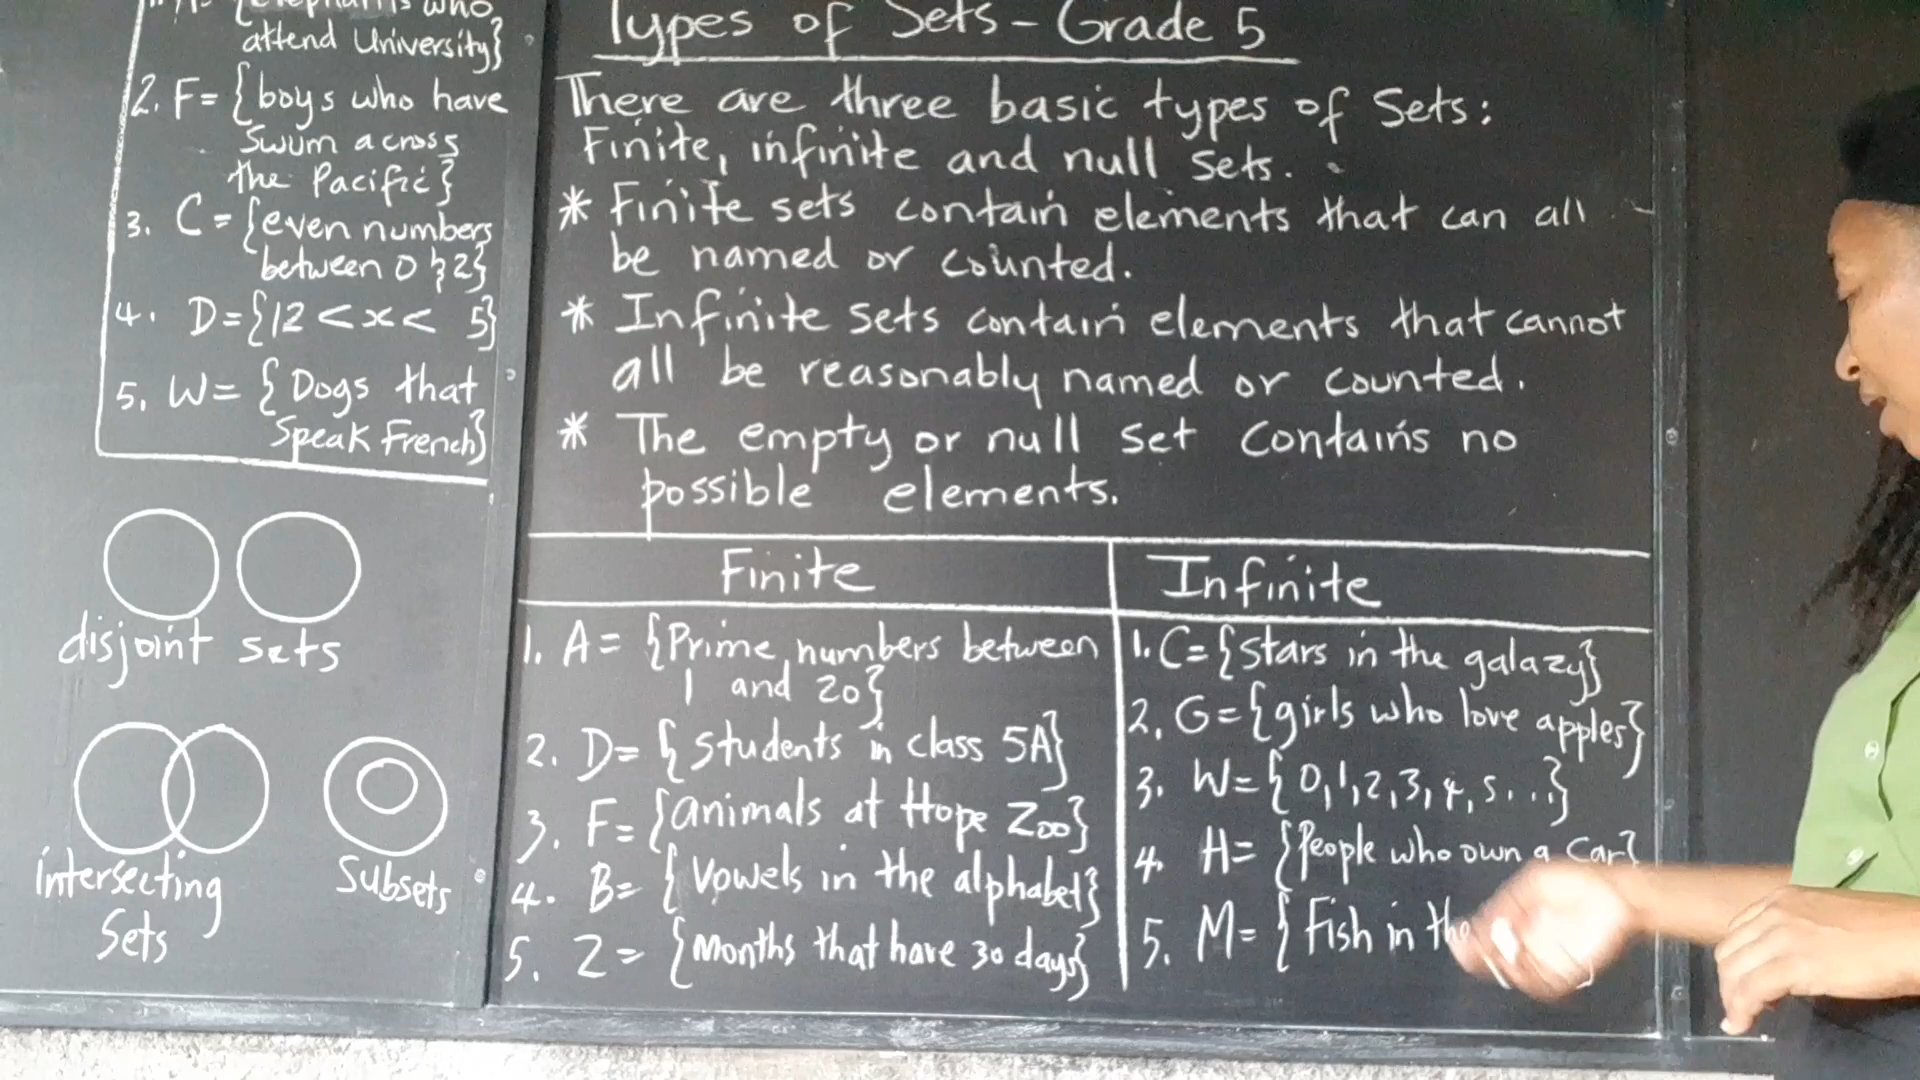 who
attend University}
2. F= {boys who have
Swum across
the Pacific}
3. C = {even numbers
between 0 & 2}
4. D={12 < x < 5}
5. W= { Dogs that
Speak French}
disjoint sets
intersecting
Sets
Subsets
Types of Sets - Grade 5
There are three basic types of Sets:
Finite, infinite and null sets.
* Finite sets contain elements that can all
be named or counted.
* Infinite sets contain elements that cannot
all be reasonably named or counted.
* The empty or null set contains no
possible elements.
Finite
1. A = {Prime numbers between
1 and 20}
2. D= {students in class 5A}
3. F= {animals at Hope Zoo}
4. B= { Vowels in the alphabet}
5. Z = {months that have 30 days}
Infinite
1. C= {stars in the galazy}
2. G= {girls who love apples}
3. W= { 0,1,2,3,4,5...}
4. H= {People who own a car}
5. M= { Fish in the